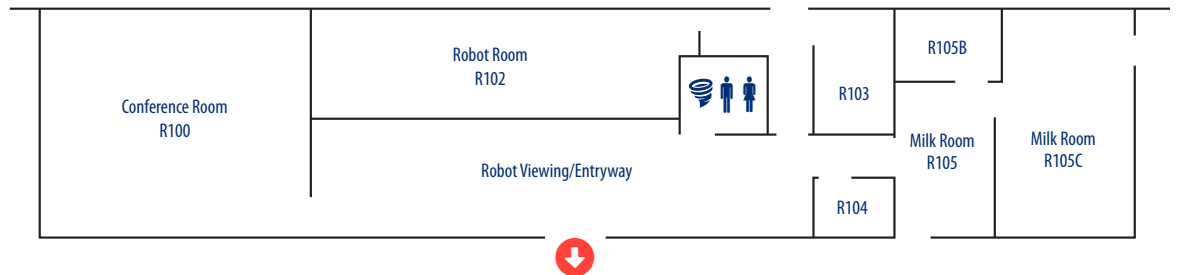 Conference Room
R100
Robot Room
R102
Robot Viewing/Entryway
R103
R104
R105B
Milk Room
R105
Milk Room
R105C